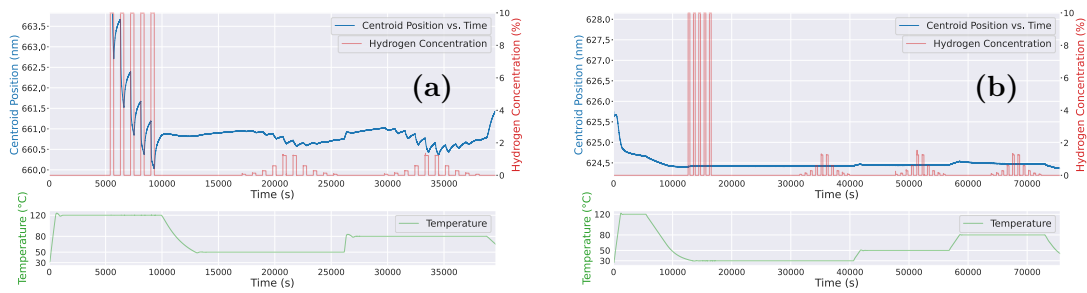 663,5
663,0
662,5
662,0
661,5
661,0
660,5
660,0
Centroid Position (nm)
Centroid Position vs. Time
Hydrogen Concentration
(a)
10
8
6
4
2
0
Hydrogen Concentration (%)
0 5000 10000 15000 20000 25000 30000 35000
Time (s)
Temperature (°C)
120
80
50
30
Temperature
0 5000 10000 15000 20000 25000 30000 35000
Time (s)
628,0
627,5
627,0
626,5
626,0
625,5
625,0
624,5
Centroid Position (nm)
Centroid Position vs. Time
Hydrogen Concentration
(b)
10
8
6
4
2
0
Hydrogen Concentration (%)
0 10000 20000 30000 40000 50000 60000 70000
Time (s)
Temperature (°C)
120
80
50
30
Temperature
0 10000 20000 30000 40000 50000 60000 70000
Time (s)